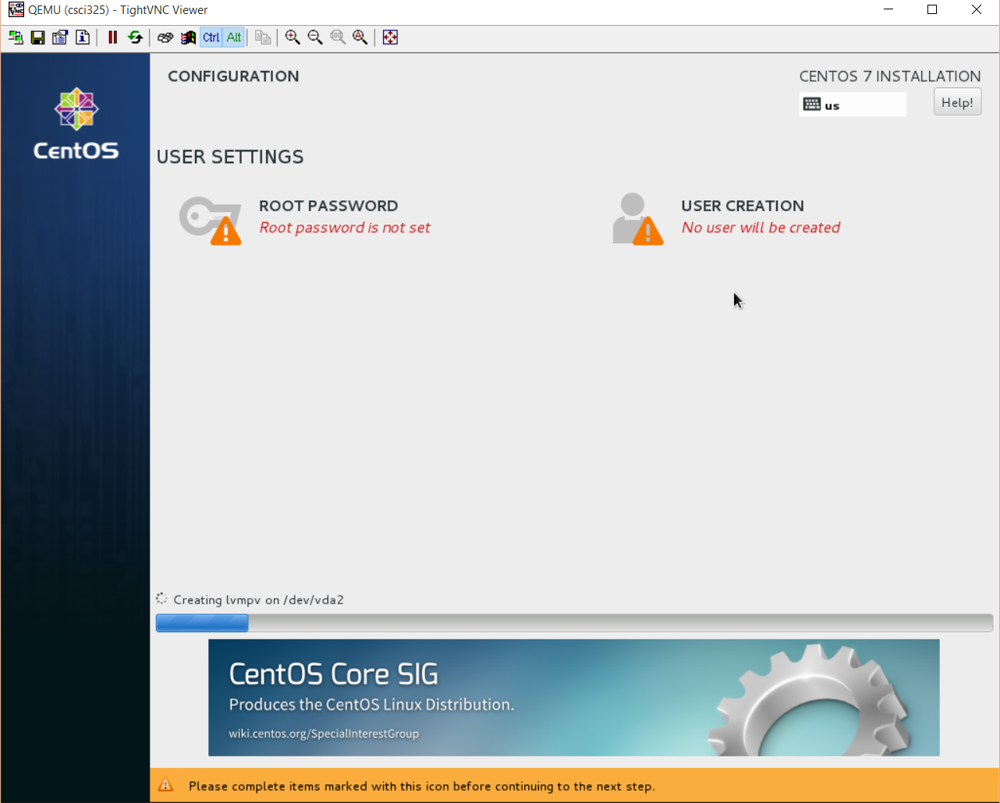 QEMU (csci325) - TightVNC Viewer
Ctrl Alt
CONFIGURATION
CENTOS 7 INSTALLATION
us
Help!
CentOS
USER SETTINGS
ROOT PASSWORD
Root password is not set
USER CREATION
No user will be created
Creating lvmpv on /dev/vda2
CentOS Core SIG
Produces the CentOS Linux Distribution.
wiki.centos.org/SpecialInterestGroup
Please complete items marked with this icon before continuing to the next step.